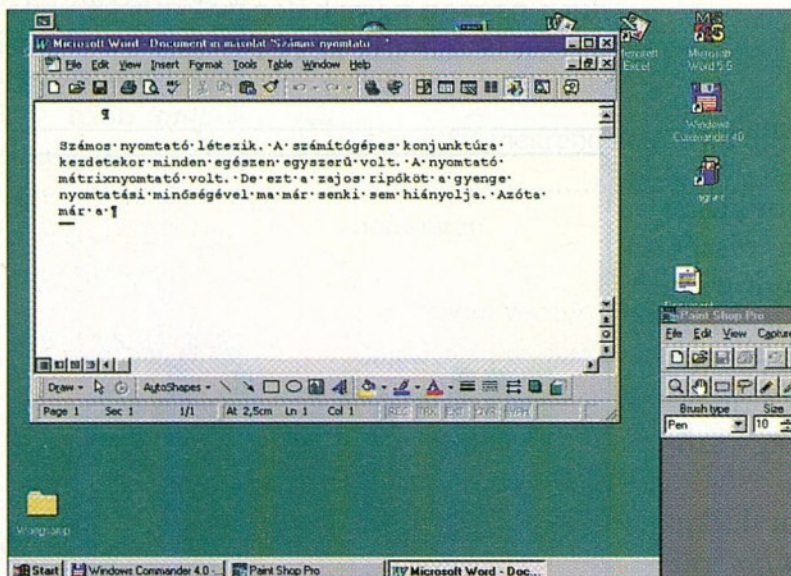 Microsoft Word - Document in másolat 'Számos nyomtató ...'
File Edit View Insert Format Tools Table Window Help
¶
Számos·nyomtató·létezik.·A·számítógépes·konjunktúra·
kezdetekor·minden·egészen·egyszerű·volt.·A·nyomtató·
mátrixnyomtató·volt.·De·ezt·a·zajos·ripőköt·a·gyenge·
nyomtatási·minőségével·ma·már·senki·sem·hiányolja.·Azóta·
már·a·¶
Draw AutoShapes
Page 1 Sec 1 1/1 At 2,5cm Ln 1 Col 1 REC TRK EXT OVR WPH
Excel
Microsoft
Word 5.5
Windows
Commander 4.0
Document
Paint Shop Pro
File Edit View Capture
Brush type Size
Pen 10
Start Windows Commander 4.0 -... Paint Shop Pro Microsoft Word - Doc...